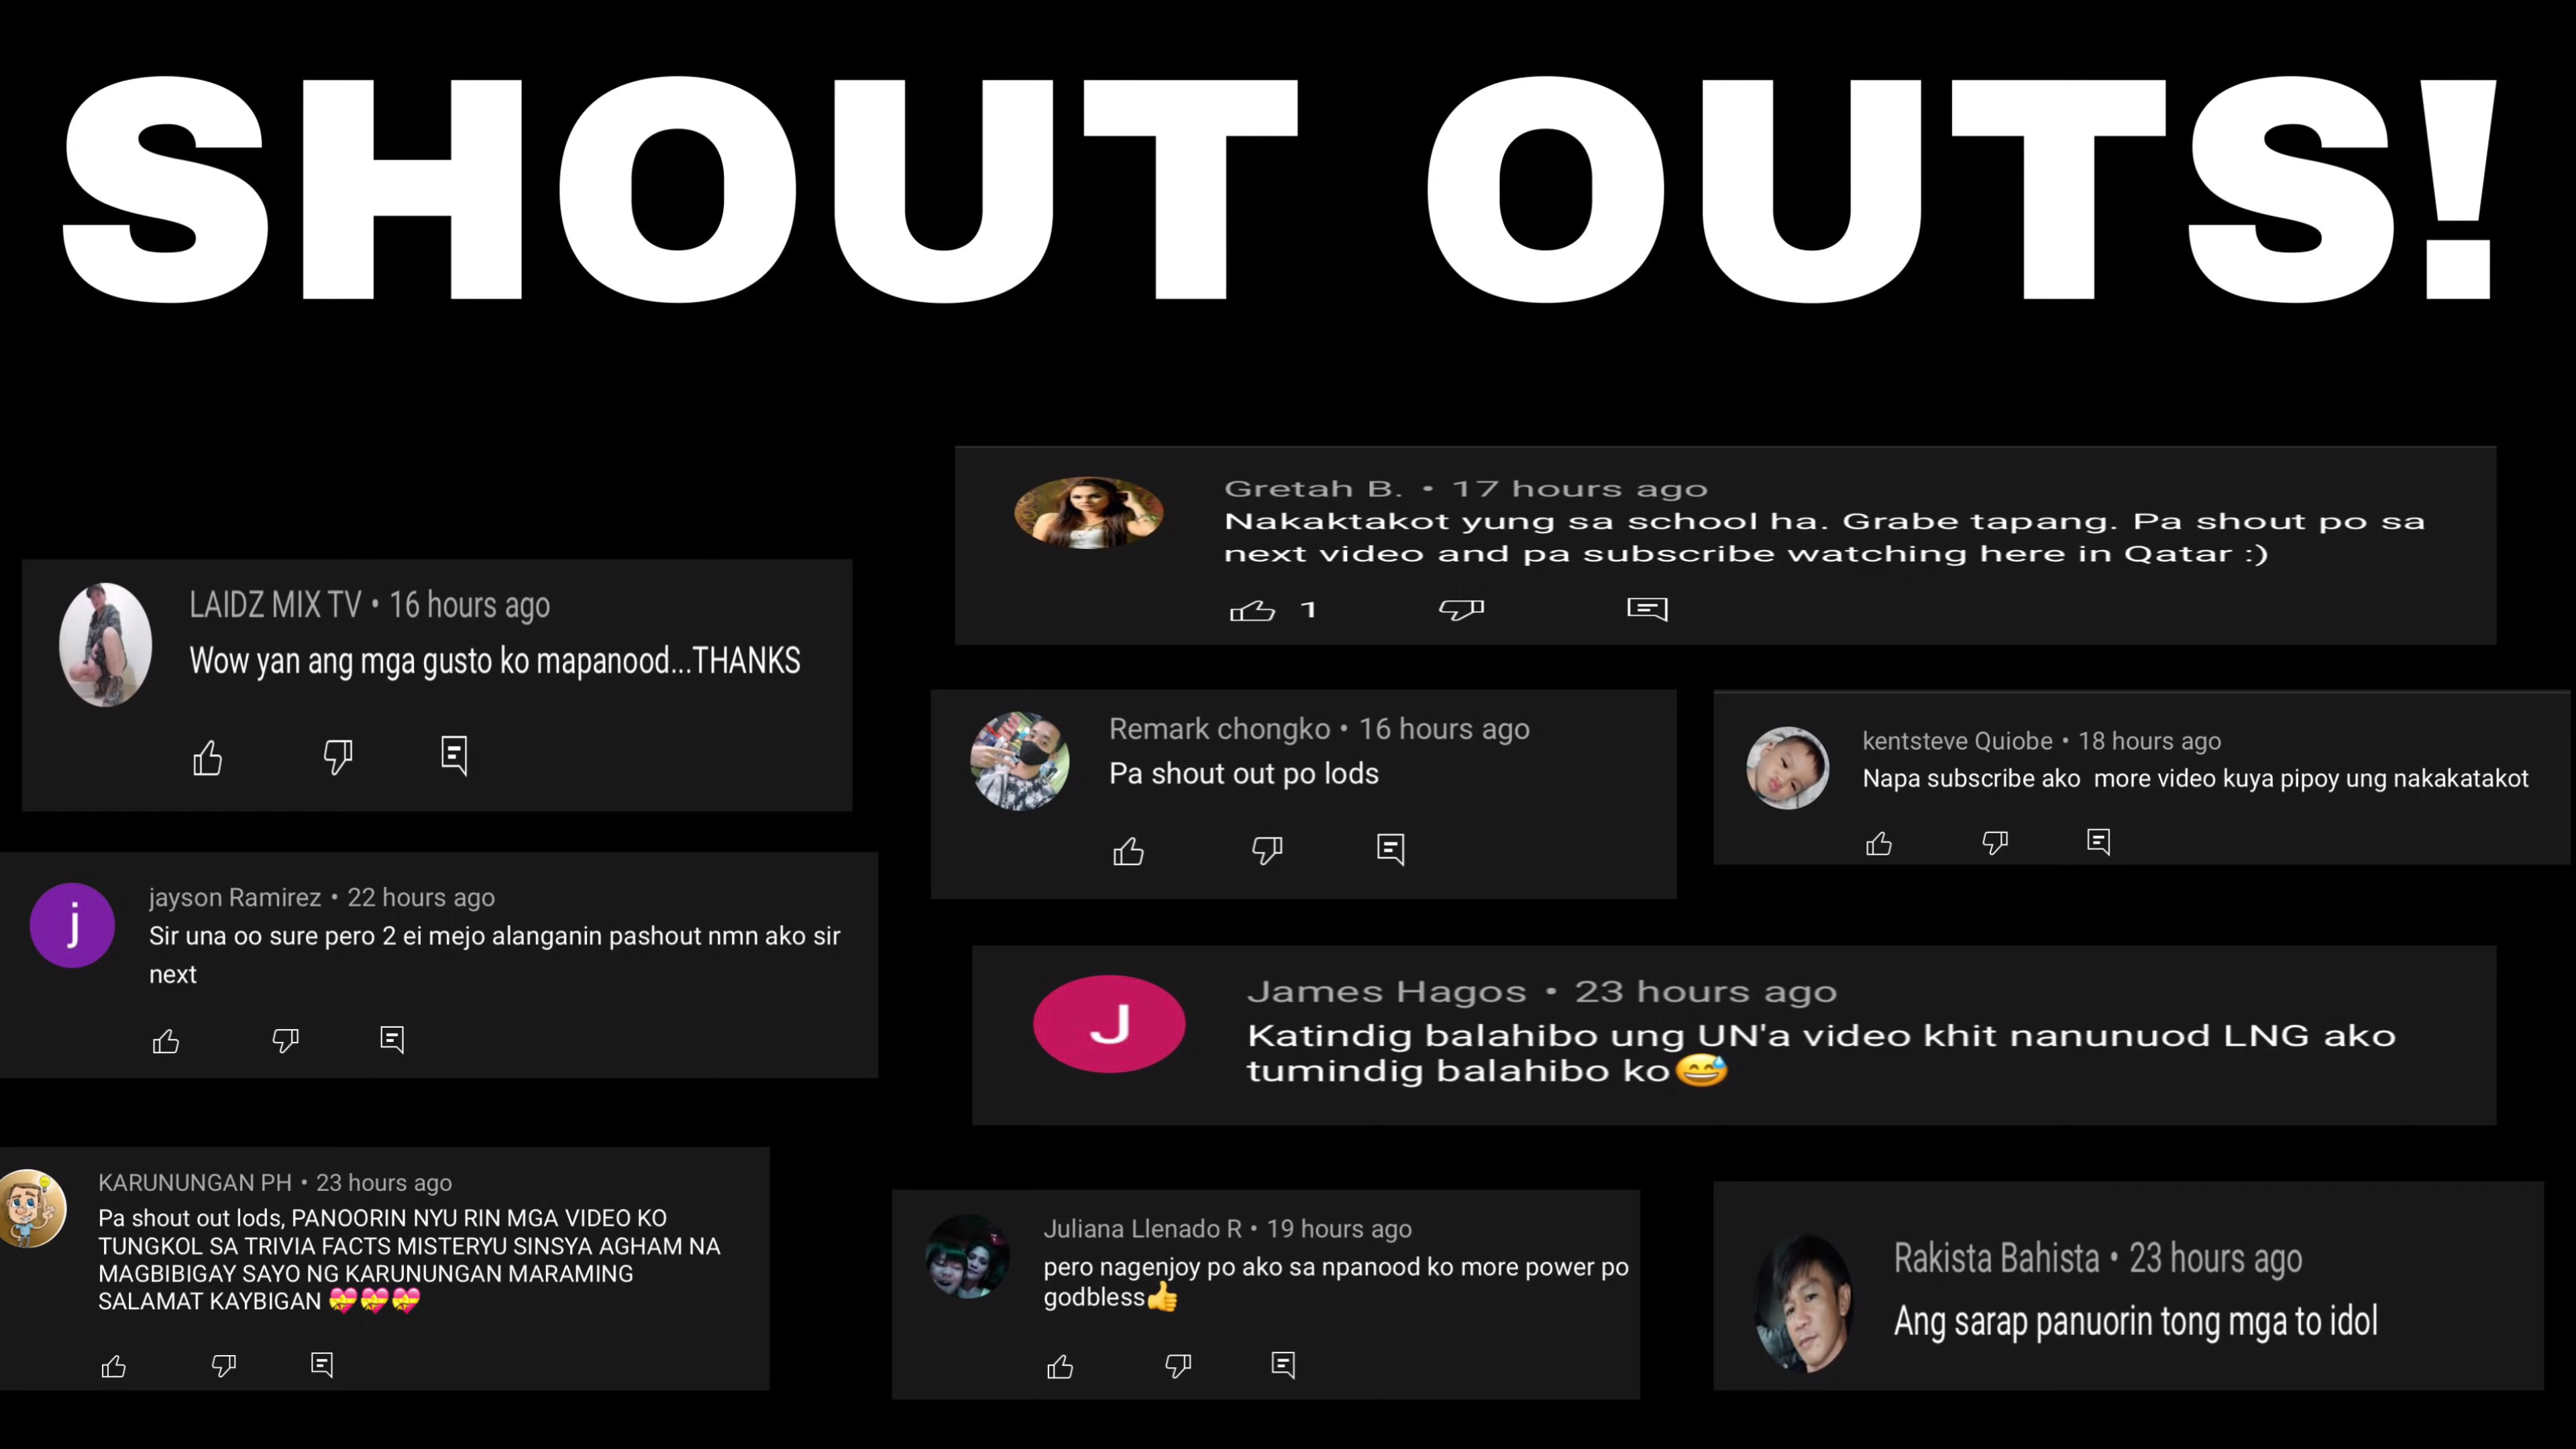 SHOUT OUTS!
Gretah B. • 17 hours ago
Nakaktakot yung sa school ha. Grabe tapang. Pa shout po sa
next video and pa subscribe watching here in Qatar :)
1
LAIDZ MIX TV • 16 hours ago
Wow yan ang mga gusto ko mapanood...THANKS
Remark chongko • 16 hours ago
Pa shout out po lods
kentsteve Quiobe • 18 hours ago
Napa subscribe ako more video kuya pipoy ung nakakatakot
j
jayson Ramirez • 22 hours ago
Sir una oo sure pero 2 ei mejo alanganin pashout nmn ako sir
next
J
James Hagos • 23 hours ago
Katindig balahibo ung UN'a video khit nanunuod LNG ako
tumindig balahibo ko😅
KARUNUNGAN PH • 23 hours ago
Pa shout out lods, PANOORIN NYU RIN MGA VIDEO KO
TUNGKOL SA TRIVIA FACTS MISTERYU SINSYA AGHAM NA
MAGBIBIGAY SAYO NG KARUNUNGAN MARAMING
SALAMAT KAYBIGAN 💝💝💝
Juliana Llenado R • 19 hours ago
pero nagenjoy po ako sa npanood ko more power po
godbless👍
Rakista Bahista • 23 hours ago
Ang sarap panuorin tong mga to idol